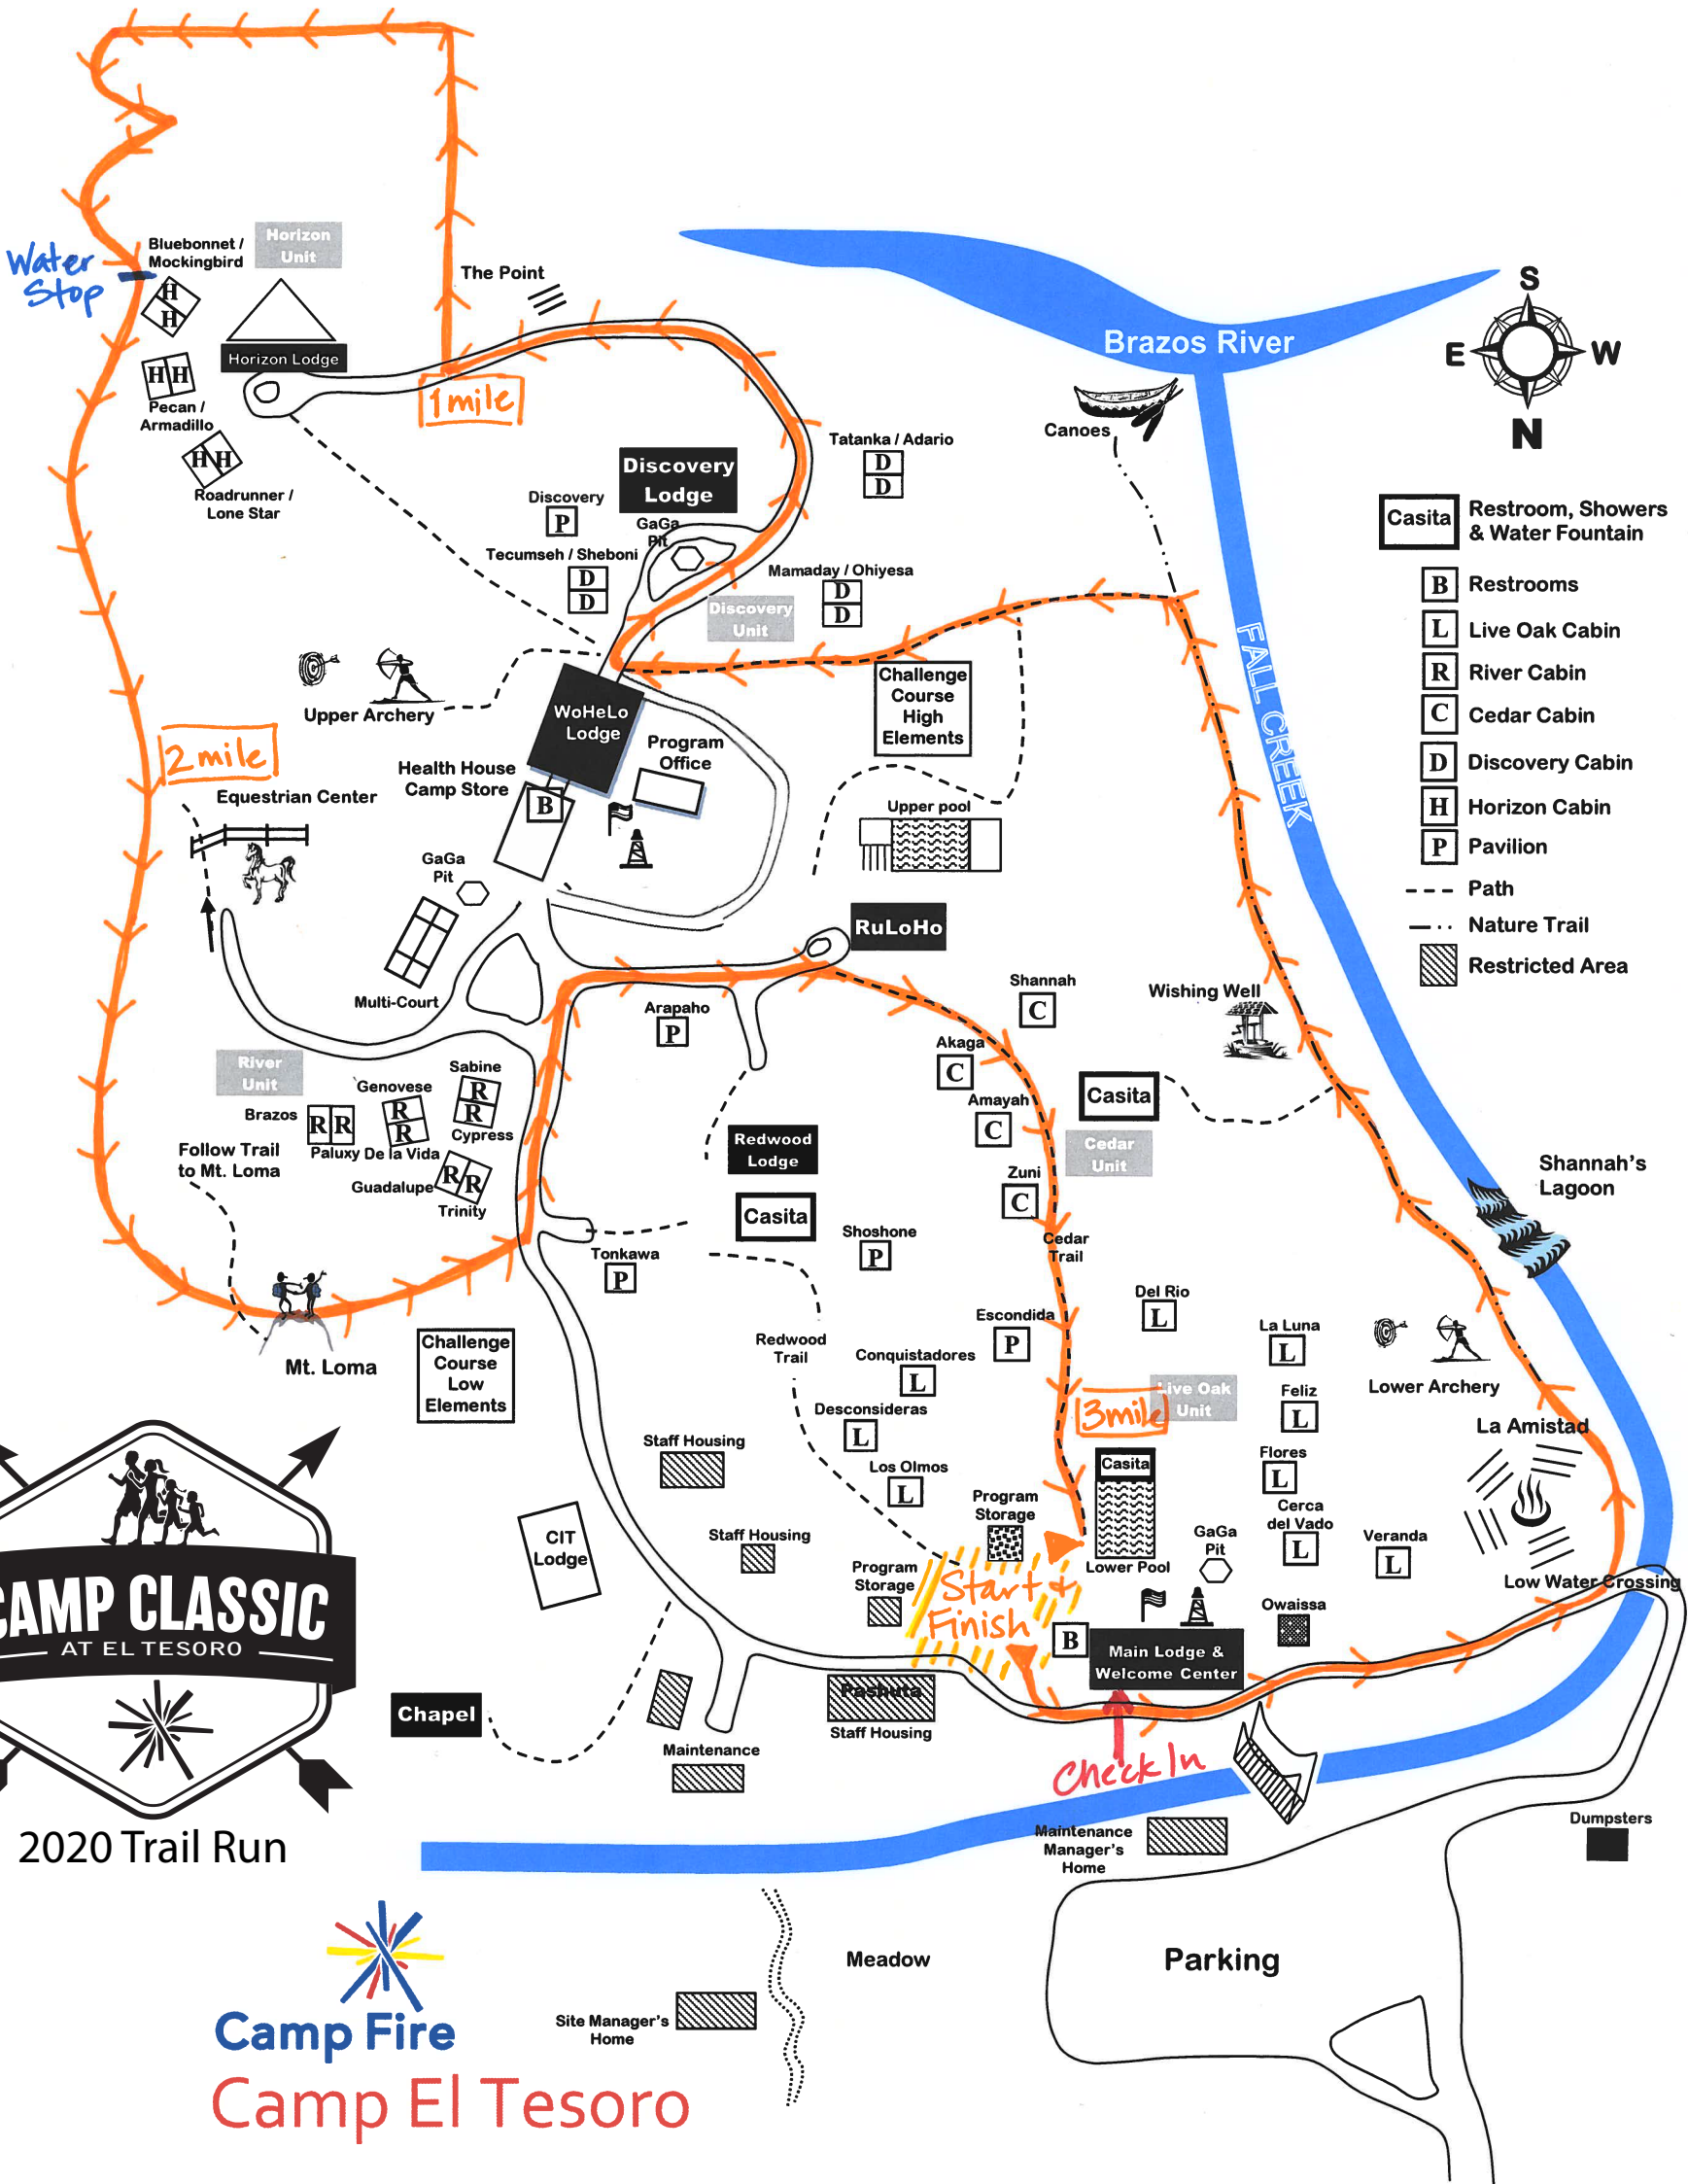 Water
Stop
Bluebonnet /
Mockingbird
Horizon
Unit
H
H
Horizon Lodge
H H
Pecan /
Armadillo
H H
Roadrunner /
Lone Star
The Point
1 mile
Brazos River
Canoes
S
E W
N
Tatanka / Adario
D
D
Discovery
Lodge
Discovery
P
GaGa
Pit
Tecumseh / Sheboni
D
D
Mamaday / Ohiyesa
D
D
Discovery
Unit
Casita
Restroom, Showers
& Water Fountain
B Restrooms
L Live Oak Cabin
R River Cabin
C Cedar Cabin
D Discovery Cabin
H Horizon Cabin
P Pavilion
Path
Nature Trail
Restricted Area
FALL CREEK
Upper Archery
WoHeLo
Lodge
Program
Office
Challenge
Course
High
Elements
2 mile
Equestrian Center
Health House
Camp Store
B
Upper pool
GaGa
Pit
Multi-Court
RuLoHo
Arapaho
P
Shannah
C
Akaga
C
Amayah
C
Zuni
C
Wishing Well
Casita
Cedar
Unit
River
Unit
Brazos
R R
Genovese
R
R
Sabine
R
R
Cypress
Paluxy De la Vida
Guadalupe
R R
Trinity
Follow Trail
to Mt. Loma
Redwood
Lodge
Casita
Shoshone
P
Cedar
Trail
Tonkawa
P
Shannah's
Lagoon
Mt. Loma
Challenge
Course
Low
Elements
Redwood
Trail
Escondida
P
Conquistadores
L
Desconsideras
L
Los Olmos
L
Del Rio
L
La Luna
L
Live Oak
Unit
3 mile
Feliz
L
Flores
L
Cerca
del Vado
L
Veranda
L
Lower Archery
La Amistad
Low Water Crossing
Staff Housing
Staff Housing
CIT
Lodge
Program
Storage
Program
Storage
Casita
Lower Pool
GaGa
Pit
Owaissa
Start +
Finish
B
Main Lodge &
Welcome Center
Check In
Pashuta
Staff Housing
Chapel
Maintenance
CAMP CLASSIC
AT EL TESORO
2020 Trail Run
Maintenance
Manager's
Home
Dumpsters
Meadow
Parking
Site Manager's
Home
Camp Fire
Camp El Tesoro